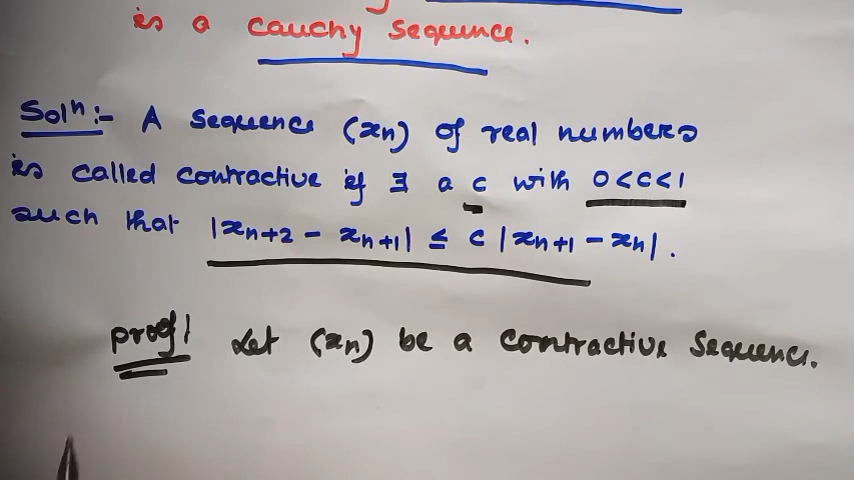 is a cauchy sequence.
Solⁿ:- A sequence (xₙ) of real numbers
is called contractive if ∃ a c with 0<c<1
such that |xₙ₊₂ - xₙ₊₁| ≤ c |xₙ₊₁ - xₙ|.
proof! Let (xₙ) be a contractive sequence.